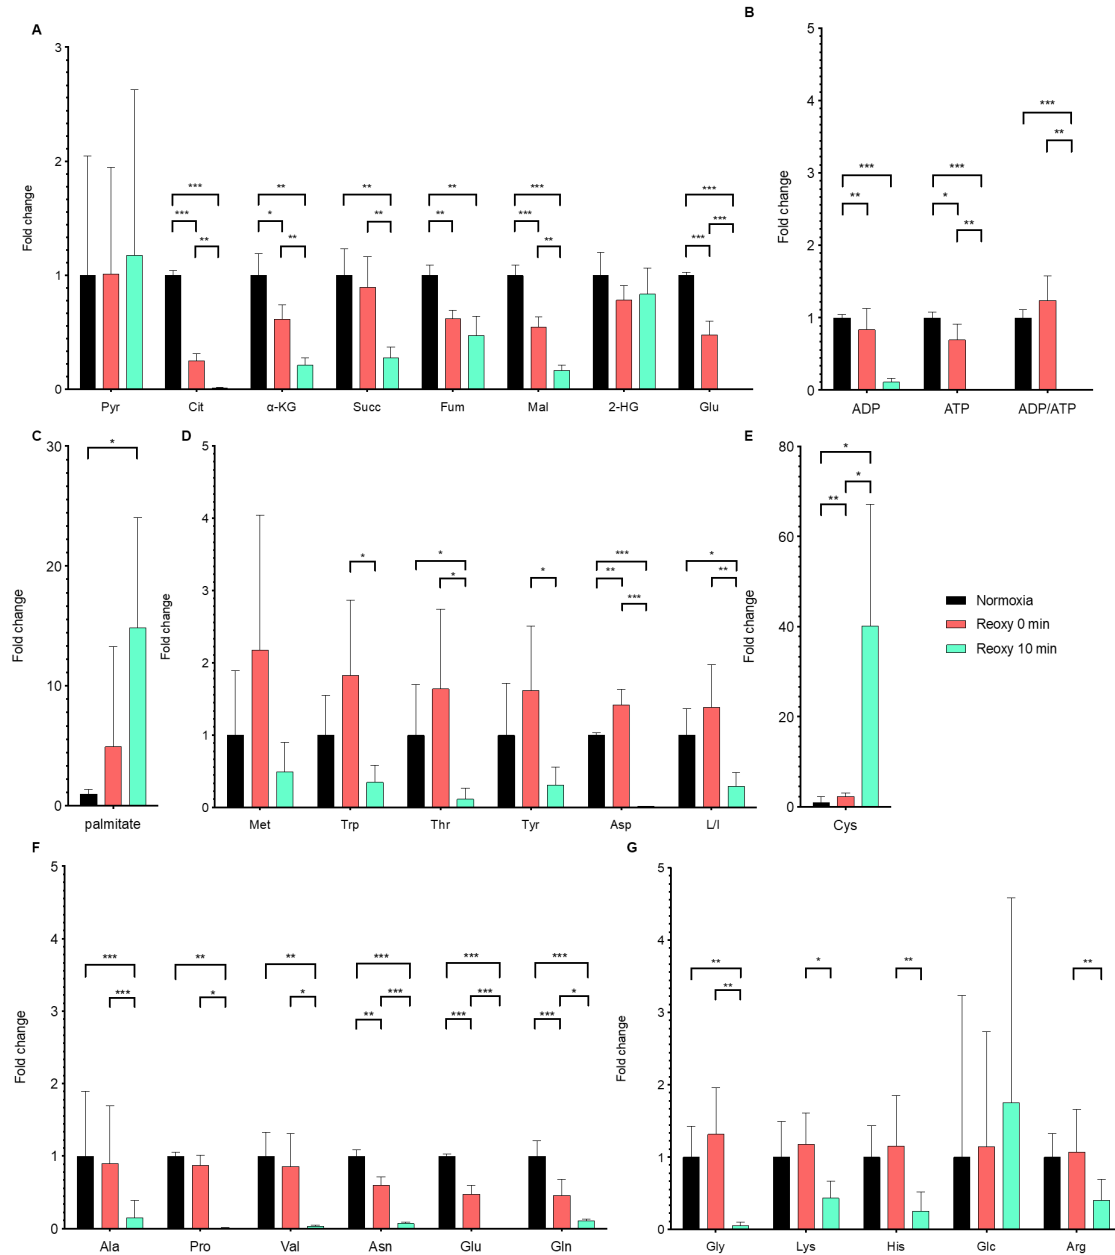 A
3
2
1
0
Fold change
***
***
**
**
*
**
**
**
**
**
***
***
**
***
***
***
Pyr
Cit
α-KG
Succ
Fum
Mal
2-HG
Glu
B
5
4
3
2
1
0
Fold change
***
**
***
*
**
***
**
ADP
ATP
ADP/ATP
C
30
20
10
0
Fold change
*
palmitate
D
5
4
3
2
1
0
Fold change
*
*
*
*
***
**
***
*
**
Met
Trp
Thr
Tyr
Asp
L/I
E
80
60
40
20
0
Fold change
*
*
**
Cys
Normoxia
Reoxy 0 min
Reoxy 10 min
F
5
4
3
2
1
0
Fold change
***
***
**
*
**
*
***
***
**
***
***
***
***
*
***
Ala
Pro
Val
Asn
Glu
Gln
G
5
4
3
2
1
0
Fold change
**
**
*
**
**
Gly
Lys
His
Glc
Arg